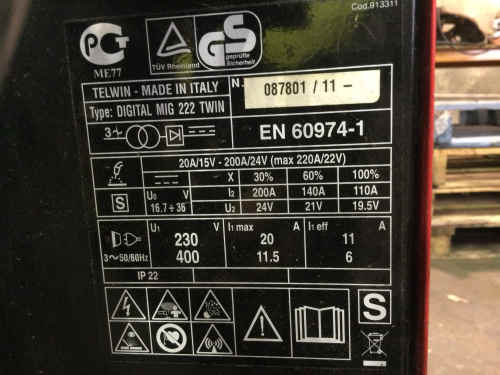 Cod.913311
PCT
ME77
TÜV Rheinland
GS
geprüfte
Sicherheit
TELWIN - MADE IN ITALY
N. 087801 / 11 -
Type: DIGITAL MIG 222 TWIN
3~
EN 60974-1
20A/15V - 200A/24V (max 220A/22V)
X 30% 60% 100%
U0 V I2 200A 140A 110A
S 16.7 ÷ 36 U2 24V 21V 19.5V
U1 V I1 max A I1 eff A
230 20 11
3~50/60Hz 400 11.5 6
IP 22
S